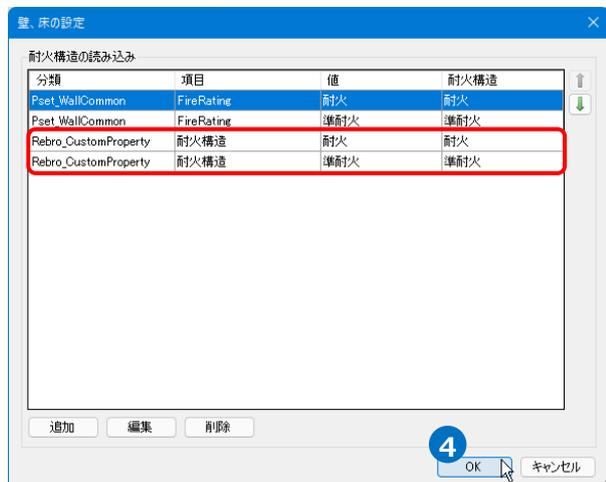 壁、床の設定
耐火構造の読み込み
分類 項目 値 耐火構造
Pset_WallCommon FireRating 耐火 耐火
Pset_WallCommon FireRating 準耐火 準耐火
Rebro_CustomProperty 耐火構造 耐火 耐火
Rebro_CustomProperty 耐火構造 準耐火 準耐火
追加 編集 削除
4
OK キャンセル